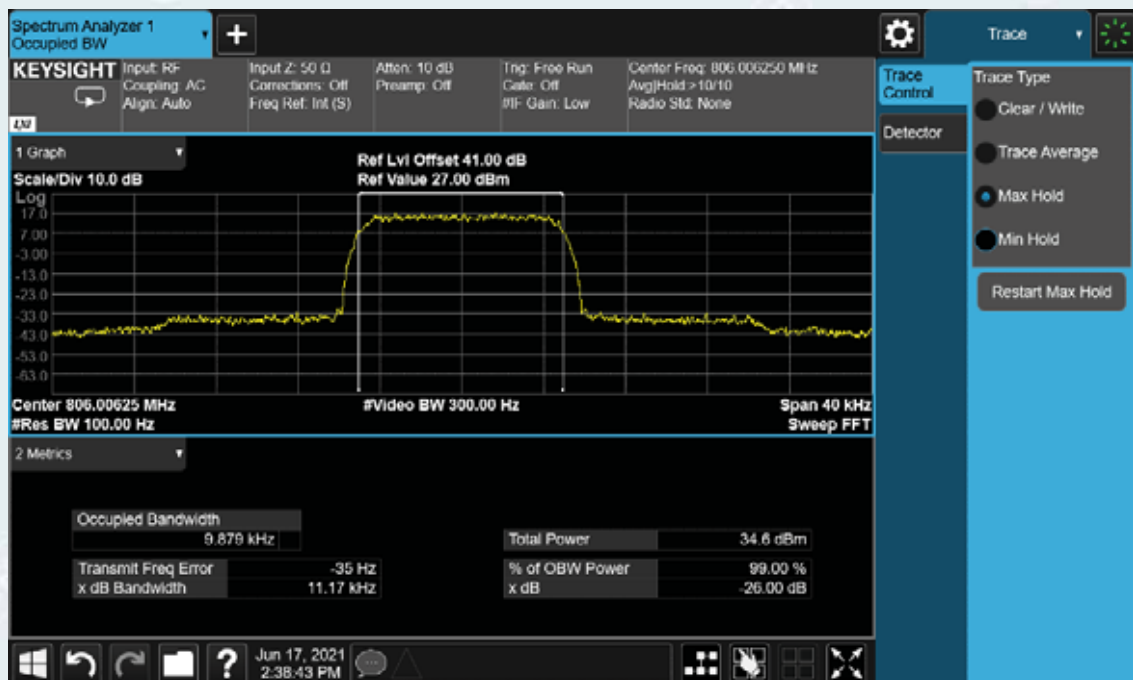 Spectrum Analyzer 1
Occupied BW
+
Trace
KEYSIGHT
Input: RF
Coupling: AC
Align: Auto
Input Z: 50 Ω
Corrections: Off
Freq Ref: Int (S)
Atten: 10 dB
Preamp: Off
Trig: Free Run
Gate: Off
#IF Gain: Low
Center Freq: 806.006250 MHz
Avg|Hold:>10/10
Radio Std: None
LXI
Trace Control
Detector
Trace Type
Clear / Write
Trace Average
Max Hold
Min Hold
Restart Max Hold
1 Graph
Scale/Div 10.0 dB
Ref Lvl Offset 41.00 dB
Ref Value 27.00 dBm
Log
17.0
7.00
-3.00
-13.0
-23.0
-33.0
-43.0
-53.0
-63.0
Center 806.00625 MHz
#Video BW 300.00 Hz
Span 40 kHz
#Res BW 100.00 Hz
Sweep FFT
2 Metrics
Occupied Bandwidth
9.879 kHz
Total Power 34.6 dBm
Transmit Freq Error -35 Hz
% of OBW Power 99.00 %
x dB Bandwidth 11.17 kHz
x dB -26.00 dB
?
Jun 17, 2021
2:38:43 PM